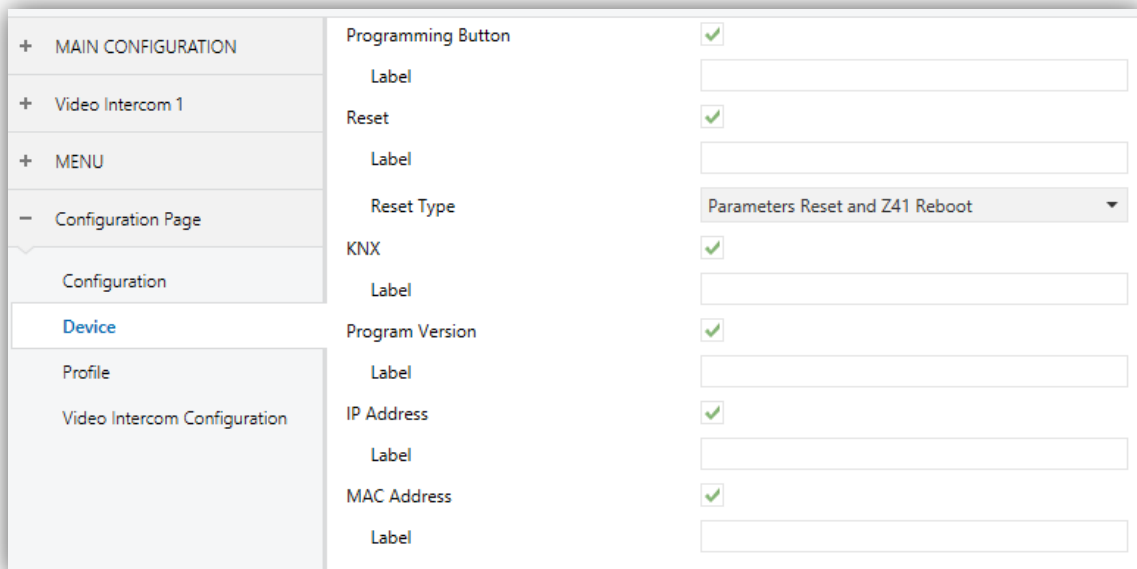 MAIN CONFIGURATION
Video Intercom 1
MENU
Configuration Page
Configuration
Device
Profile
Video Intercom Configuration
Programming Button
Label
Reset
Label
Reset Type Parameters Reset and Z41 Reboot
KNX
Label
Program Version
Label
IP Address
Label
MAC Address
Label